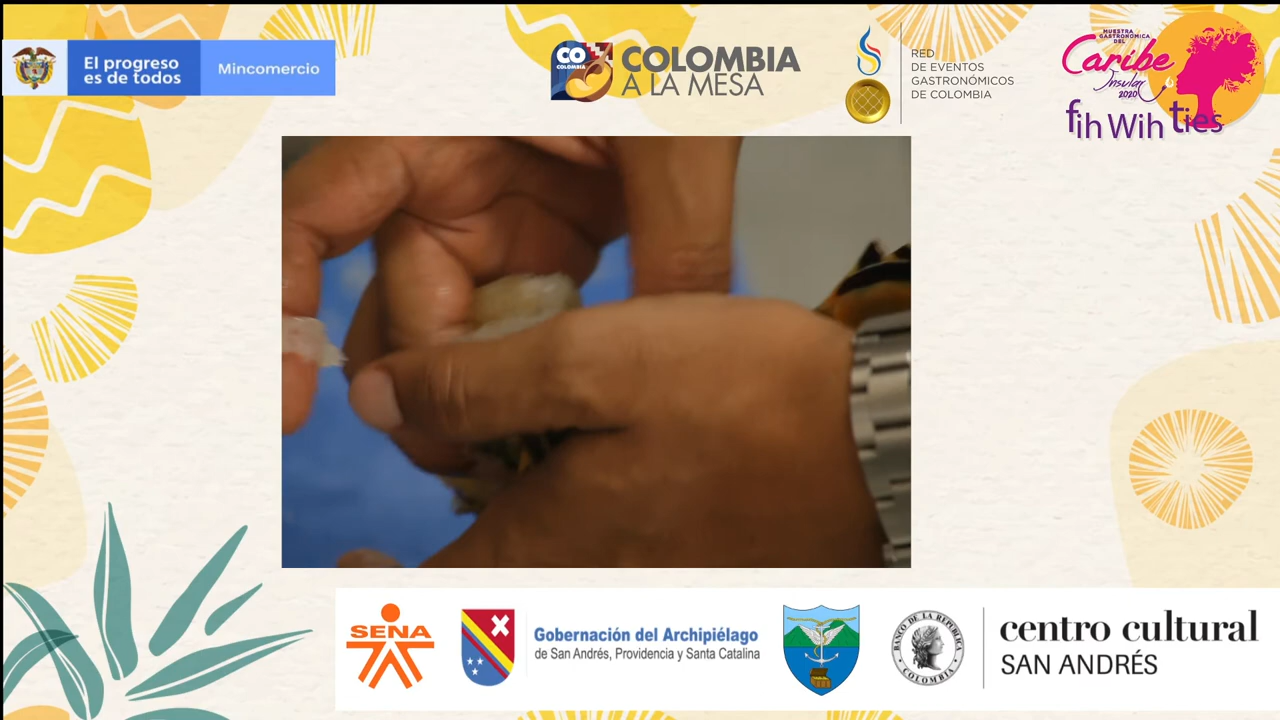 El progreso
es de todos
Mincomercio
CO
COLOMBIA
COLOMBIA
A LA MESA
RED
DE EVENTOS
GASTRONÓMICOS
DE COLOMBIA
MUESTRA
GASTRONÓMICA
DEL
Caribe
Insular
2020
fih Wih ties
SENA
Gobernación del Archipiélago
de San Andrés, Providencia y Santa Catalina
BANCO DE LA REPÚBLICA
COLOMBIA
centro cultural
SAN ANDRÉS